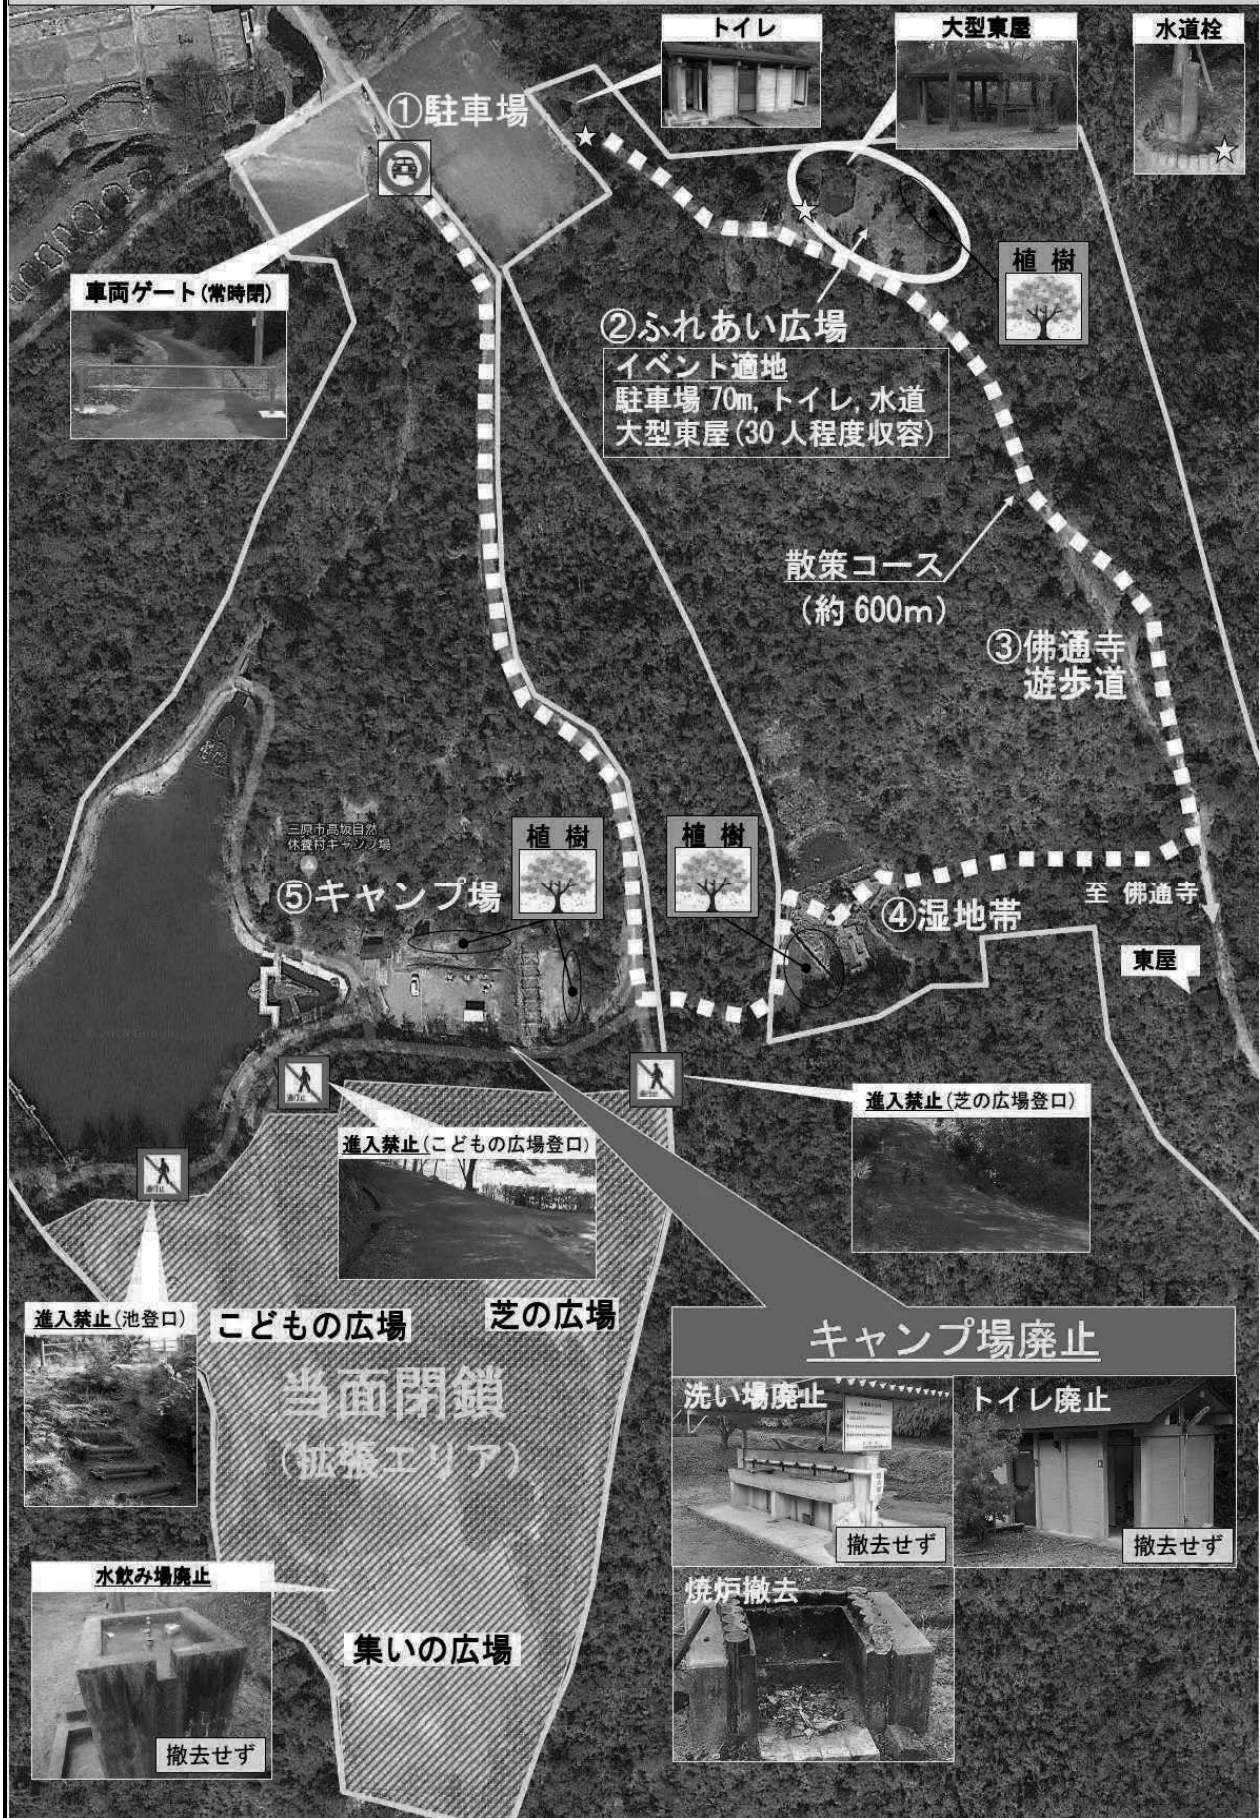 トイレ
大型東屋
水道栓
①駐車場
植樹
車両ゲート(常時閉)
②ふれあい広場
イベント適地
駐車場 70m, トイレ, 水道
大型東屋(30 人程度収容)
散策コース
(約 600m)
③佛通寺
遊歩道
三原市高坂自然
休養村キャンプ場
植樹
植樹
⑤キャンプ場
④湿地帯
至 佛通寺
東屋
進入禁止(芝の広場登口)
進入禁止(こどもの広場登口)
進入禁止(池登口)
こどもの広場
芝の広場
当面閉鎖
(拡張エリア)
キャンプ場廃止
洗い場廃止
トイレ廃止
撤去せず
撤去せず
水飲み場廃止
焼炉撤去
集いの広場
撤去せず